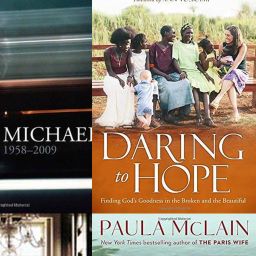 MICHAEL
1958–2009
DARING
to HOPE
Finding God's Goodness in the Broken and the Beautiful
PAULA McLAIN
New York Times bestselling author of THE PARIS WIFE